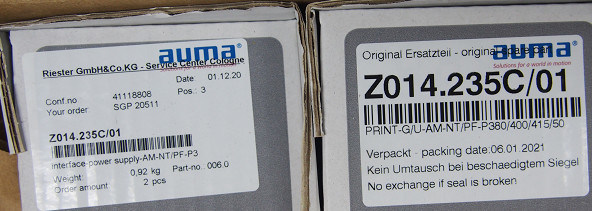 auma
Riester GmbH&Co.KG - Service Center Cologne
Date 01.12.20
Conf.no 41118808 Pos.: 3
Your order SGP 20511
Z014.235C/01
Interface-power supply-AM-NT/PF-P3
Weight: 0,92 kg Part-no.. 006.0
Order amount 2 pcs
auma
Solutions for a world in motion
Original Ersatzteil - original spare part
Z014.235C/01
PRINT-G/U-AM-NT/PF-P380/400/415/50
Verpackt - packing date:06.01.2021
Kein Umtausch bei beschaedigtem Siegel
No exchange if seal is broken